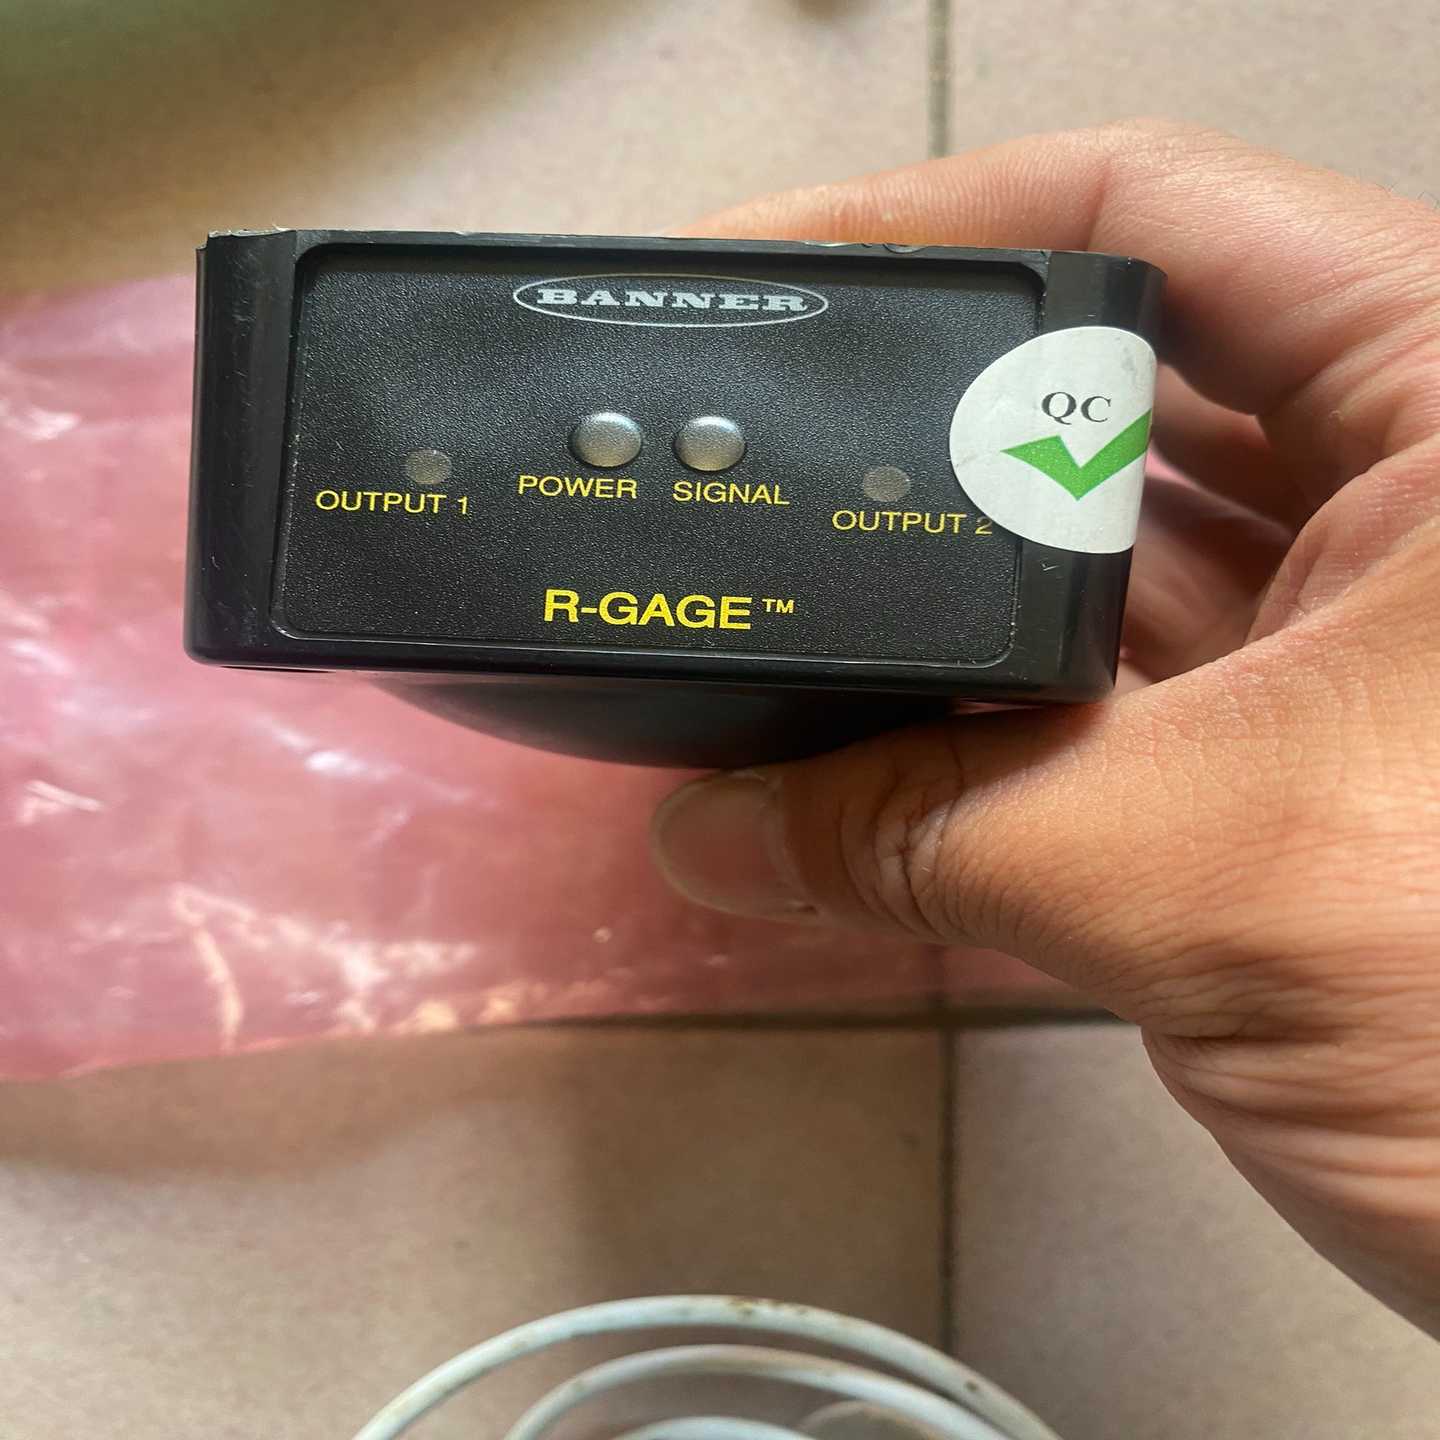 BANNER
QC
POWER SIGNAL
OUTPUT 1
OUTPUT 2
R-GAGE™